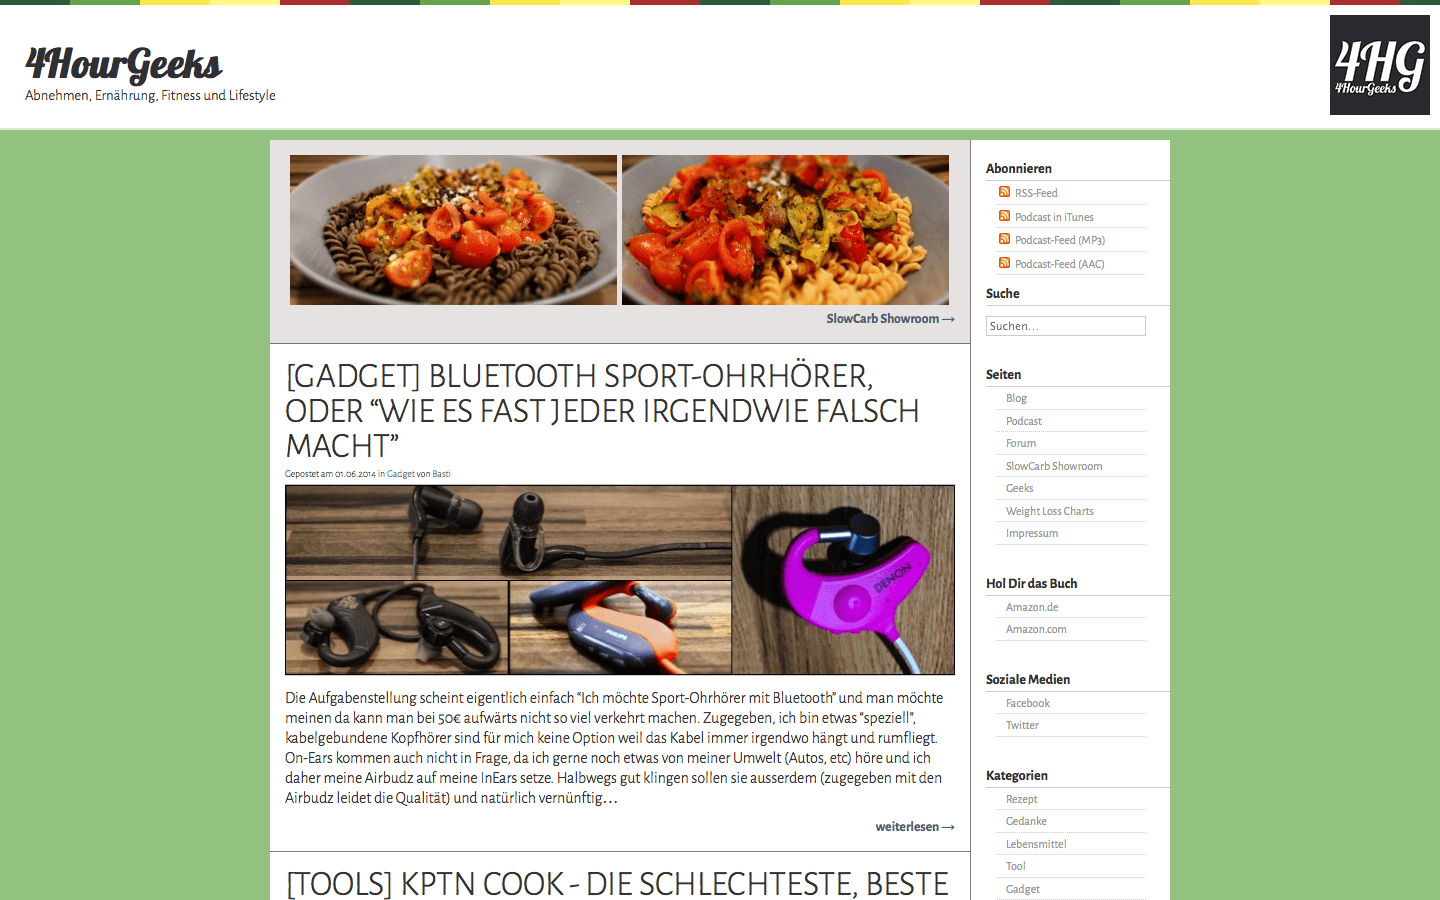 4HourGeeks
Abnehmen, Ernährung, Fitness und Lifestyle
4HG
4HourGeeks
SlowCarb Showroom →
[GADGET] BLUETOOTH SPORT-OHRHÖRER,
ODER “WIE ES FAST JEDER IRGENDWIE FALSCH
MACHT”
Gepostet am 01.06.2014 in Gadget von Basti
DENON
PHILIPS
Die Aufgabenstellung scheint eigentlich einfach “Ich möchte Sport-Ohrhörer mit Bluetooth” und man möchte
meinen da kann man bei 50€ aufwärts nicht so viel verkehrt machen. Zugegeben, ich bin etwas “speziell”,
kabelgebundene Kopfhörer sind für mich keine Option weil das Kabel immer irgendwo hängt und rumfliegt.
On-Ears kommen auch nicht in Frage, da ich gerne noch etwas von meiner Umwelt (Autos, etc) höre und ich
daher meine Airbudz auf meine InEars setze. Halbwegs gut klingen sollen sie ausserdem (zugegeben mit den
Airbudz leidet die Qualität) und natürlich vernünftig…
weiterlesen →
[TOOLS] KPTN COOK - DIE SCHLECHTESTE, BESTE
Abonnieren
RSS-Feed
Podcast in iTunes
Podcast-Feed (MP3)
Podcast-Feed (AAC)
Suche
Suchen…
Seiten
Blog
Podcast
Forum
SlowCarb Showroom
Geeks
Weight Loss Charts
Impressum
Hol Dir das Buch
Amazon.de
Amazon.com
Soziale Medien
Facebook
Twitter
Kategorien
Rezept
Gedanke
Lebensmittel
Tool
Gadget